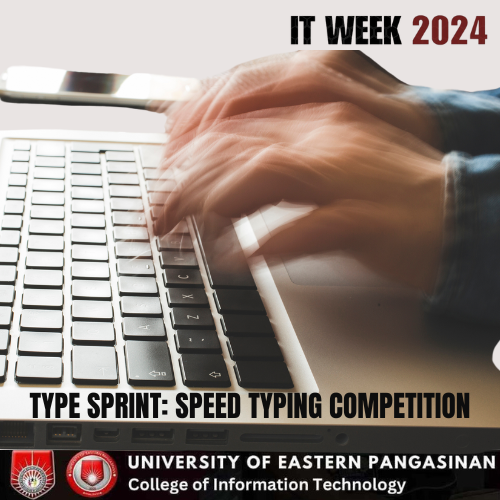 IT WEEK 2024
Z
X
A
TYPE SPRINT: SPEED TYPING COMPETITION
UNIVERSITY OF EASTERN PANGASINAN
College of Information Technology